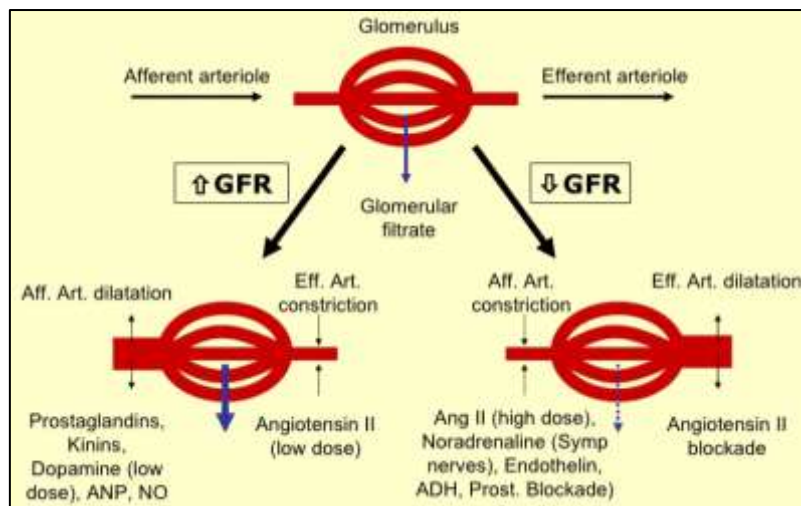 Glomerulus
Afferent arteriole
Efferent arteriole
⇧ GFR
⇩ GFR
Glomerular
filtrate
Aff. Art. dilatation
Eff. Art.
constriction
Aff. Art.
constriction
Eff. Art. dilatation
Prostaglandins,
Kinins,
Dopamine (low
dose), ANP, NO
Angiotensin II
(low dose)
Ang II (high dose),
Noradrenaline (Symp
nerves), Endothelin,
ADH, Prost. Blockade)
Angiotensin II
blockade